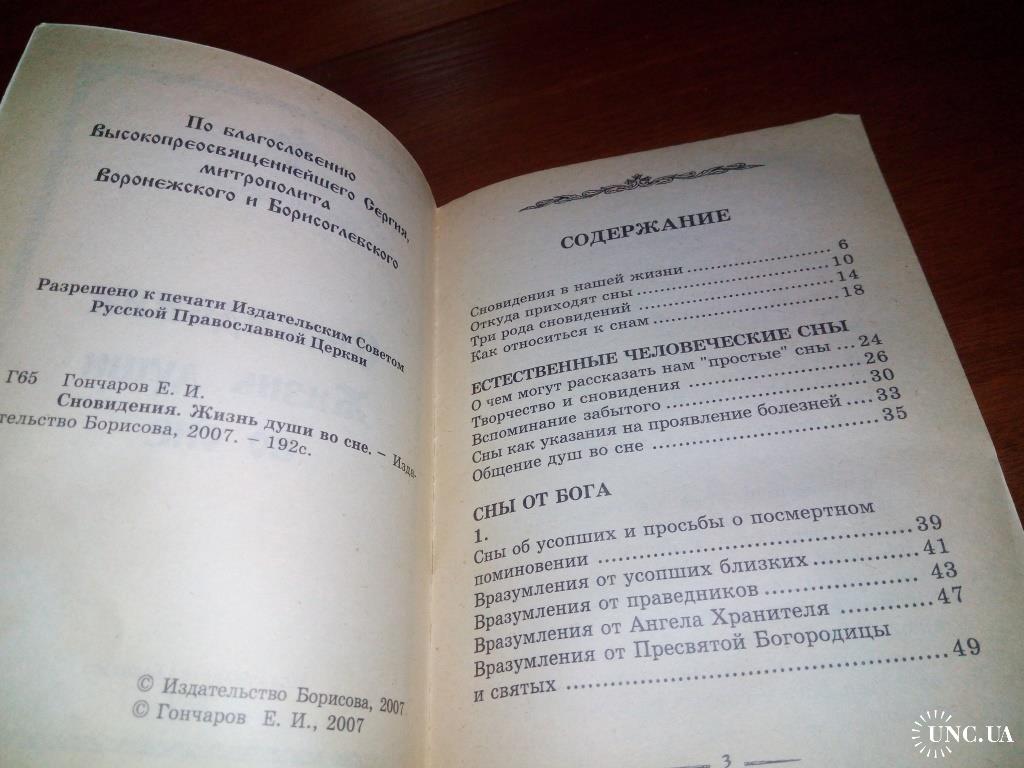 По благословению
Высокопреосвященнейшего Сергия,
митрополита
Воронежского и Борисоглебского
Разрешено к печати Издательским Советом
Русской Православной Церкви
Г65 Гончаров Е. И.
Сновидения. Жизнь души во сне. – Изда-
тельство Борисова, 2007. – 192с.
© Издательство Борисова, 2007
© Гончаров Е. И., 2007
СОДЕРЖАНИЕ
Сновидения в нашей жизни ........................ 6
Откуда приходят сны ........................ 10
Три рода сновидений ........................ 14
Как относиться к снам ........................ 18
ЕСТЕСТВЕННЫЕ ЧЕЛОВЕЧЕСКИЕ СНЫ
О чем могут рассказать нам "простые" сны ... 24
Творчество и сновидения ........................ 26
Вспоминание забытого ........................ 30
Сны как указания на проявление болезней ...... 33
Общение душ во сне ........................ 35
СНЫ ОТ БОГА
1.
Сны об усопших и просьбы о посмертном
поминовении ........................ 39
Вразумления от усопших близких ............ 41
Вразумления от праведников ................ 43
Вразумления от Ангела Хранителя ............ 47
Вразумления от Пресвятой Богородицы
и святых ........................ 49
3
UNC.UA